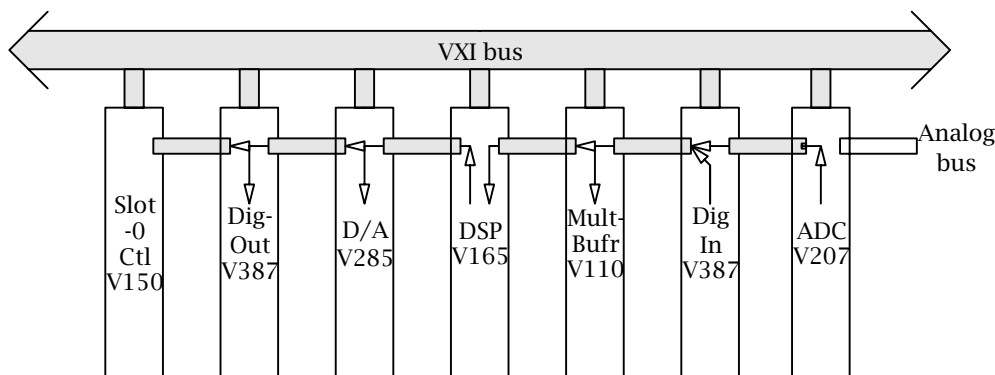 VXI bus
Analog
bus
Slot
-0
Ctl
V150
Dig-
Out
V387
D/A
V285
DSP
V165
Mult-
Bufr
V110
Dig
In
V387
ADC
V207